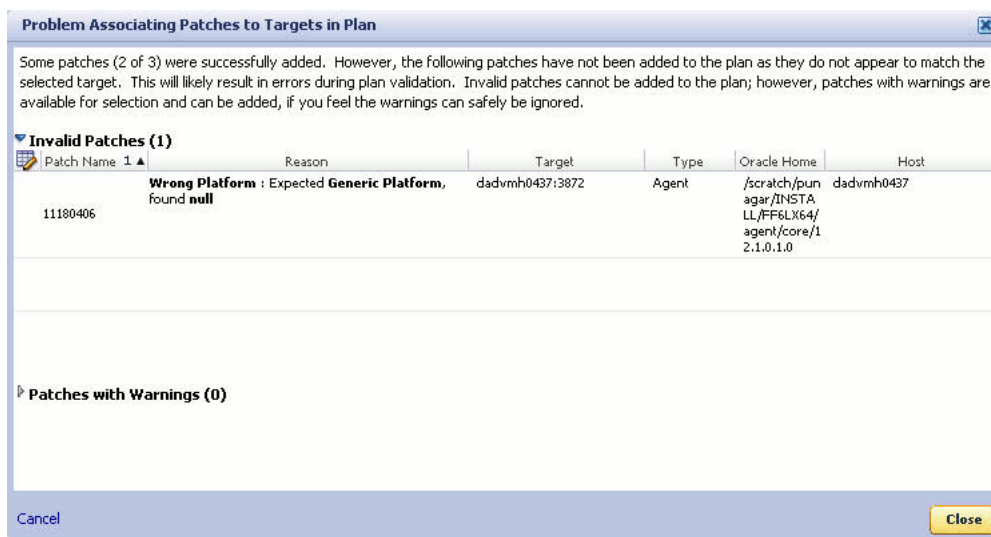 Problem Associating Patches to Targets in Plan
Some patches (2 of 3) were successfully added. However, the following patches have not been added to the plan as they do not appear to match the
selected target. This will likely result in errors during plan validation. Invalid patches cannot be added to the plan; however, patches with warnings are
available for selection and can be added, if you feel the warnings can safely be ignored.
Invalid Patches (1)
Patch Name 1 Reason Target Type Oracle Home Host
Wrong Platform : Expected Generic Platform, dadvmh0437:3872 Agent /scratch/pun dadvmh0437
found null agar/INSTA
11180406 LL/FF6LX64/
agent/core/1
2.1.0.1.0
Patches with Warnings (0)
Cancel Close